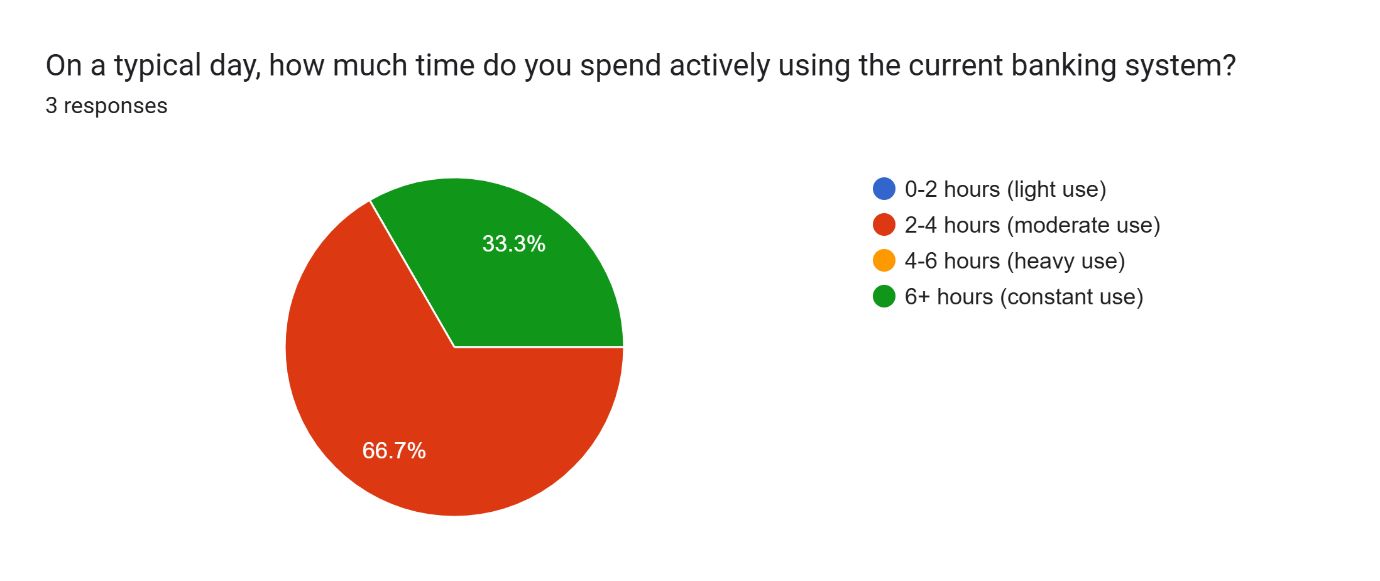 On a typical day, how much time do you spend actively using the current banking system?
3 responses
33.3%
66.7%
0-2 hours (light use)
2-4 hours (moderate use)
4-6 hours (heavy use)
6+ hours (constant use)